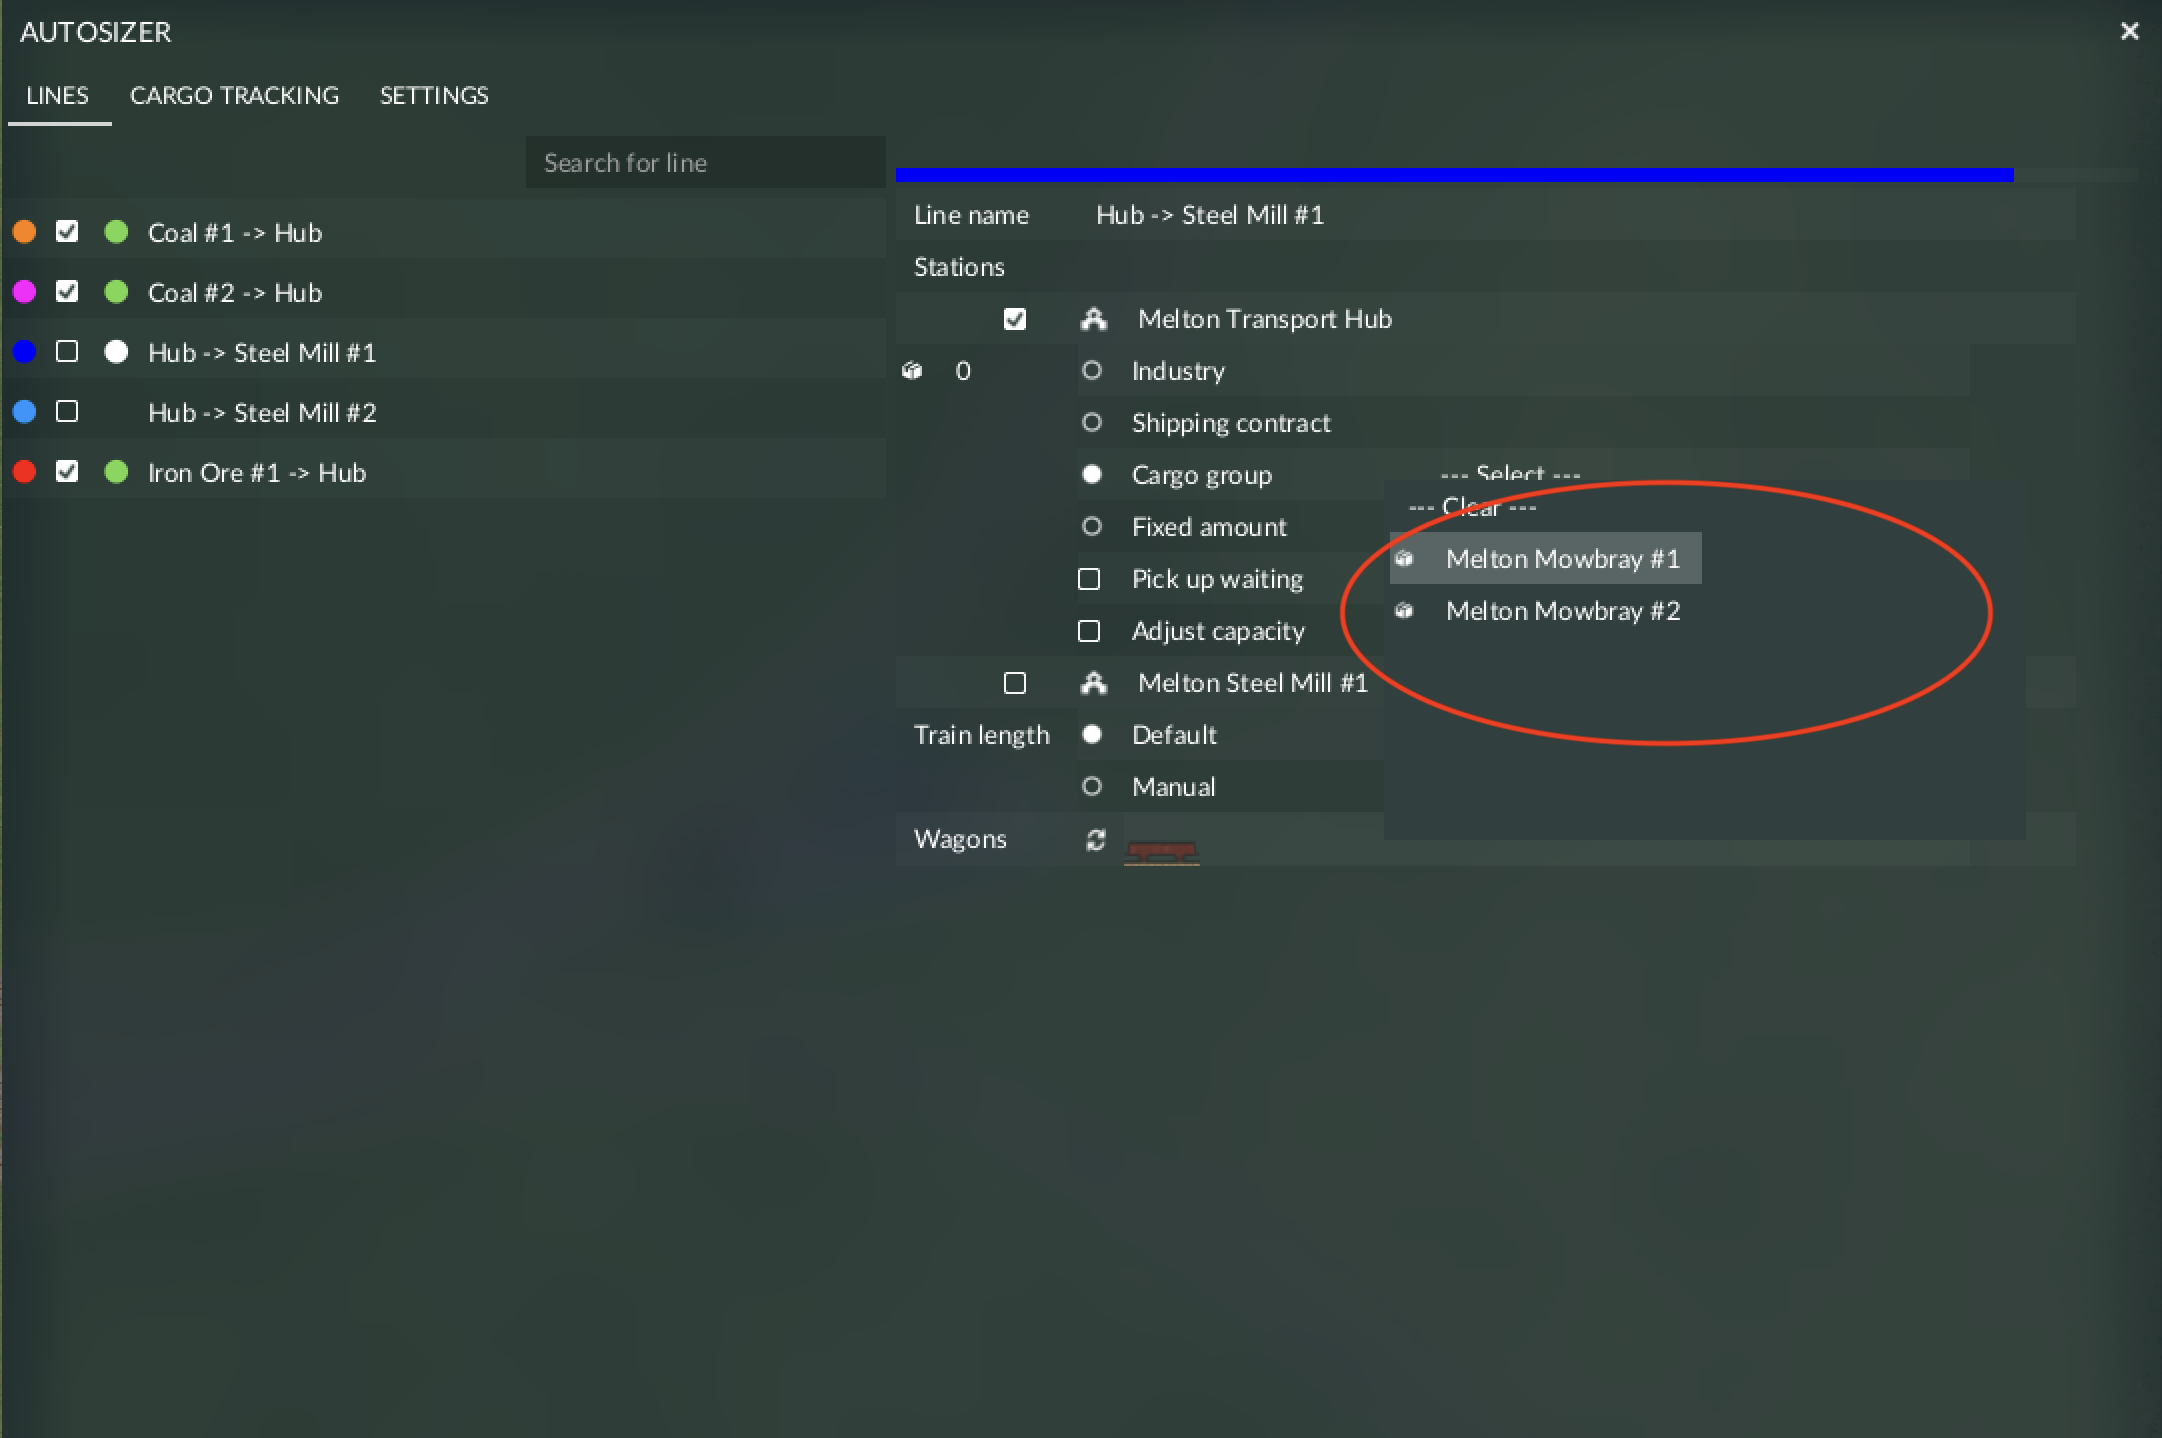 AUTOSIZER
LINES CARGO TRACKING SETTINGS
Search for line
Coal #1 -> Hub
Coal #2 -> Hub
Hub -> Steel Mill #1
Hub -> Steel Mill #2
Iron Ore #1 -> Hub
Line name Hub -> Steel Mill #1
Stations
Melton Transport Hub
0 Industry
Shipping contract
Cargo group --- Select ---
--- Clear ---
Fixed amount
Melton Mowbray #1
Pick up waiting
Melton Mowbray #2
Adjust capacity
Melton Steel Mill #1
Train length Default
Manual
Wagons